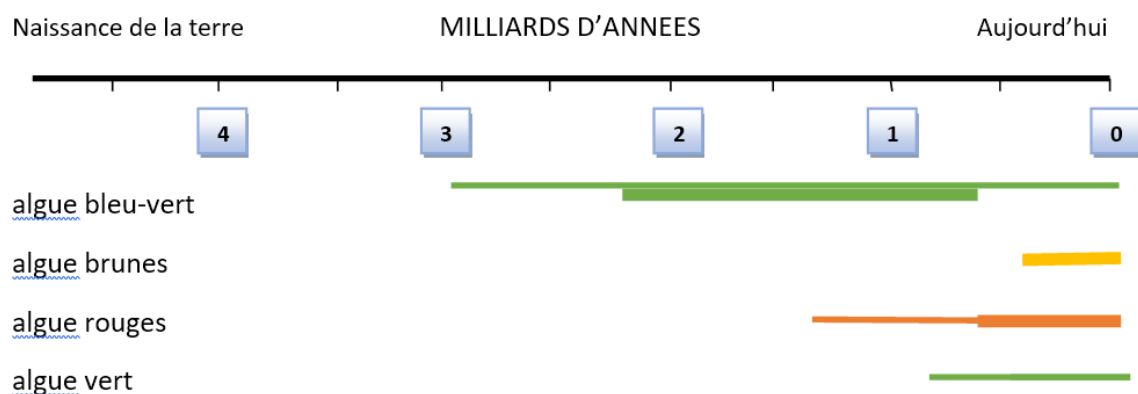 Naissance de la terre MILLIARDS D’ANNEES Aujourd’hui
4 3 2 1 0
algue bleu-vert
algue brunes
algue rouges
algue vert